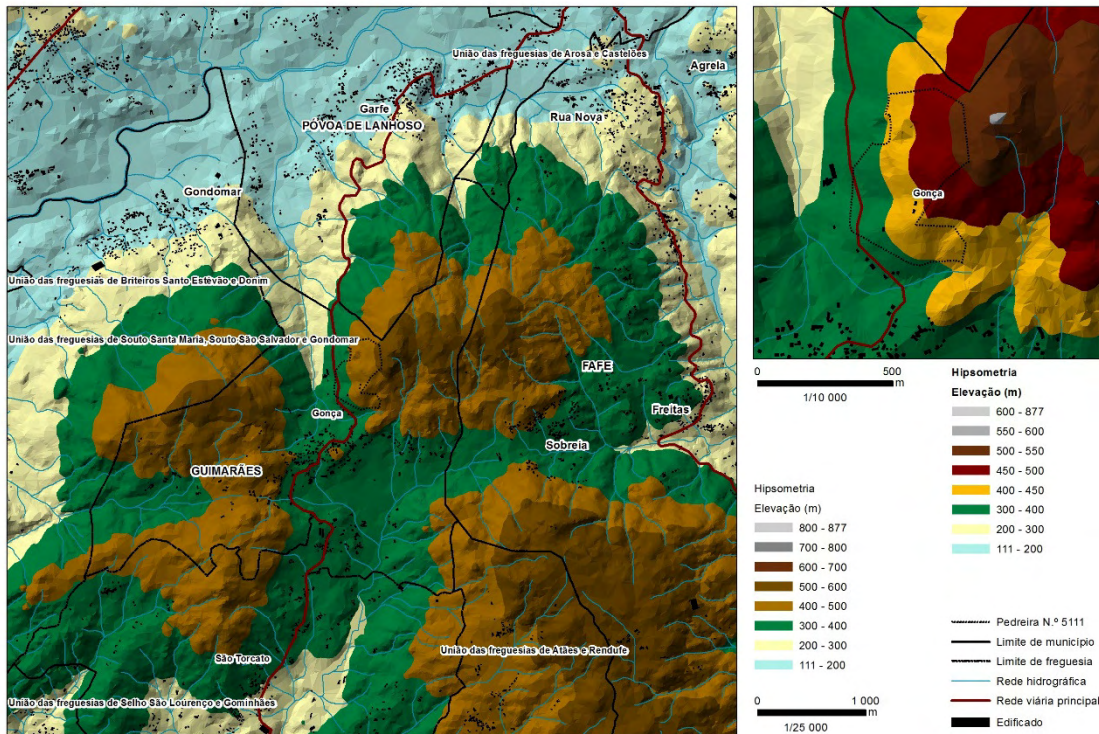 União das freguesias de Arosa e Castelões
Agrela
Garfe
PÓVOA DE LANHOSO
Rua Nova
Gondomar
União das freguesias de Briteiros Santo Estêvão e Donim
União das freguesias de Souto Santa Maria, Souto São Salvador e Gondomar
FAFE
Gonça
Freitas
Sobreia
GUIMARÃES
União das freguesias de Atães e Rendufe
São Torcato
União das freguesias de Selho São Lourenço e Gominhães
Gonça
0 500
m
1/10 000
Hipsometria
Elevação (m)
600 - 877
550 - 600
500 - 550
450 - 500
400 - 450
300 - 400
200 - 300
111 - 200
Hipsometria
Elevação (m)
800 - 877
700 - 800
600 - 700
500 - 600
400 - 500
300 - 400
200 - 300
111 - 200
0 1 000
m
1/25 000
Pedreira N.º 5111
Limite de município
Limite de freguesia
Rede hidrográfica
Rede viária principal
Edificado